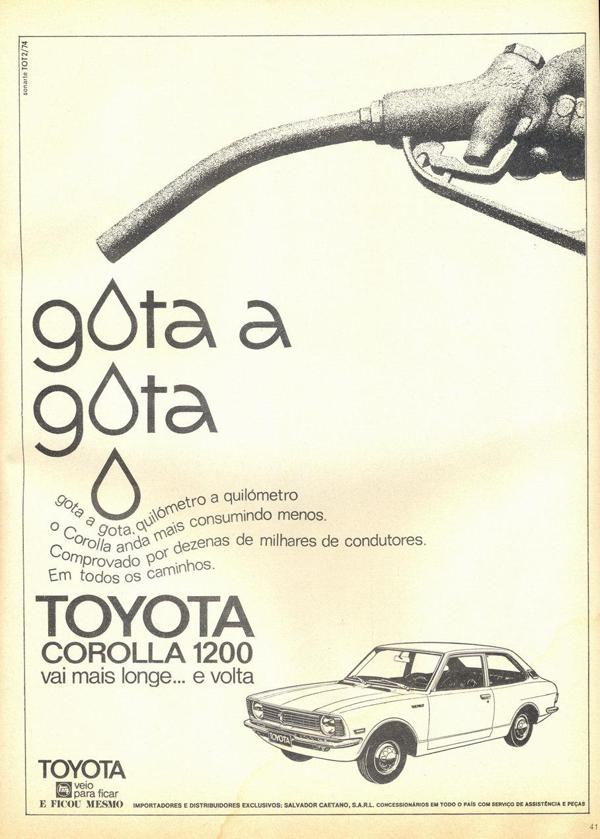 sonarte TOT2/74
gota a
gota
gota a gota, quilómetro a quilómetro
o Corolla anda mais consumindo menos.
Comprovado por dezenas de milhares de condutores.
Em todos os caminhos.
TOYOTA
COROLLA 1200
vai mais longe... e volta
TOYOTA
TOYOTA
veio
para ficar
E FICOU MESMO
IMPORTADORES E DISTRIBUIDORES EXCLUSIVOS: SALVADOR CAETANO, S.A.R.L. CONCESSIONÁRIOS EM TODO O PAÍS COM SERVIÇO DE ASSISTÊNCIA E PEÇAS
41